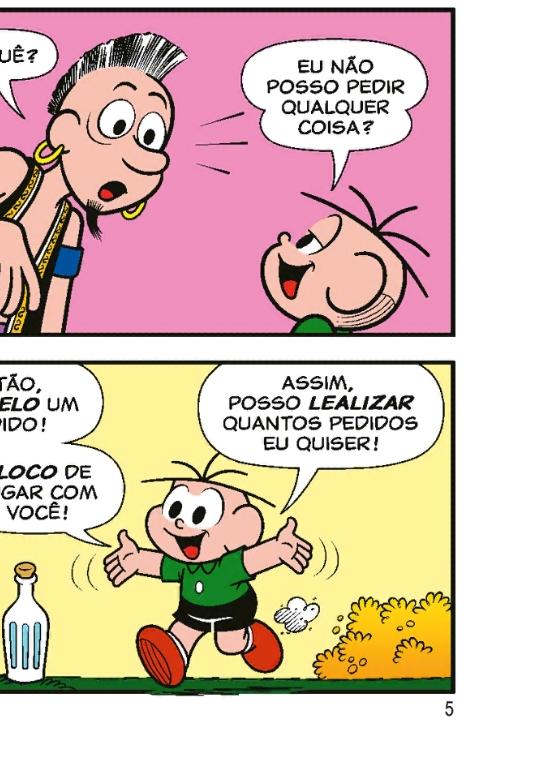 UÊ?
EU NÃO
POSSO PEDIR
QUALQUER
COISA?
TÃO,
ELO UM
PIDO!
LOCO DE
GAR COM
VOCÊ!
ASSIM,
POSSO LEALIZAR
QUANTOS PEDIDOS
EU QUISER!
5